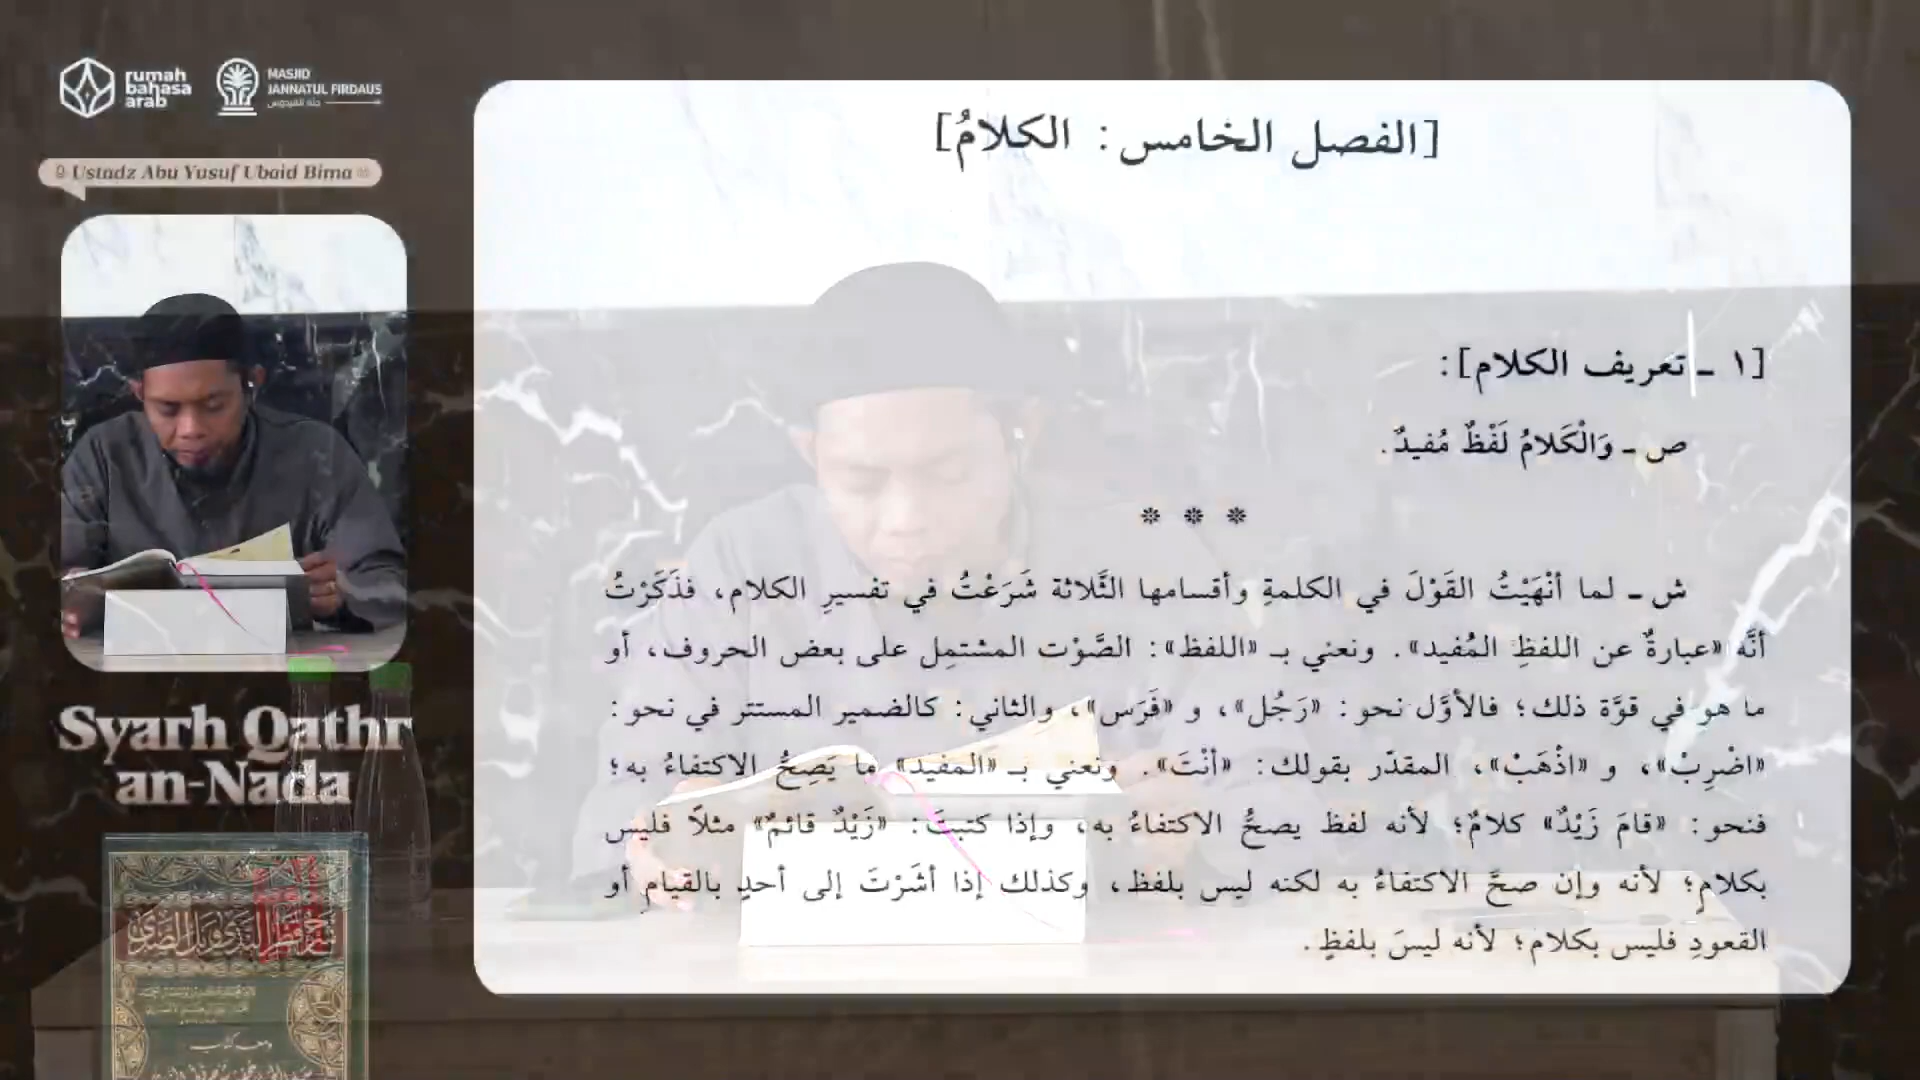 rumah
bahasa
arab
MASJID
JANNATUL FIRDAUS
جنة الفردوس
Ustadz Abu Yusuf Ubaid Bima
Syarh Qathr
an-Nada
[الفصل الخامس: الكلامُ]
[١ ـ تعريف الكلام]:
ص ـ وَالْكَلامُ لَفْظٌ مُفيدٌ.
* * *
ش ـ لما أنْهَيْتُ القَوْلَ في الكلمةِ وأقسامها الثَّلاثة شَرَعْتُ في تفسيرِ الكلام، فذَكَرْتُ
أنَّه «عبارةٌ عن اللفظِ المُفيد». ونعني بـ «اللفظ»: الصَّوْت المشتمِل على بعض الحروف، أو
ما هو في قوَّة ذلك؛ فالأوَّل نحو: «رَجُل»، و «فَرَس»، والثاني: كالضمير المستتر في نحو:
«اضْرِبْ»، و «اذْهَبْ»، المقدّر بقولك: «أنْتَ». ونعني بـ «المفيد» ما يَصِحُّ الاكتفاءُ به؛
فنحو: «قامَ زَيْدٌ» كلامٌ؛ لأنه لفظ يصحُّ الاكتفاءُ به، وإذا كتبتَ: «زَيْدٌ قائمٌ» مثلاً فليس
بكلامٍ؛ لأنه وإن صحَّ الاكتفاءُ به لكنه ليس بلفظ، وكذلك إذا أشَرْتَ إلى أحدٍ بالقيامِ أو
القعودِ فليس بكلام؛ لأنه ليسَ بلفظٍ.